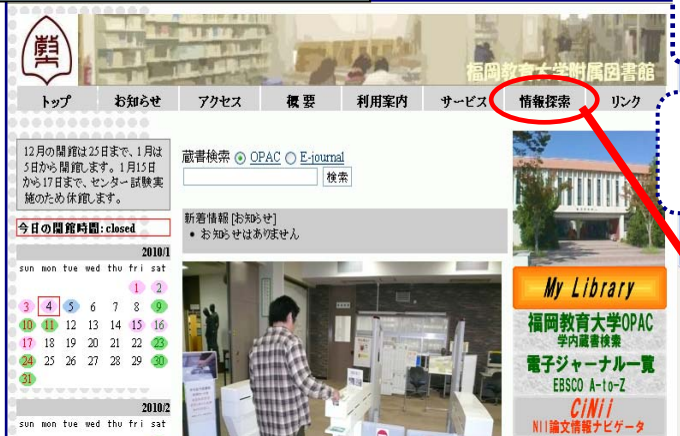 福岡教育大学附属図書館
トップ お知らせ アクセス 概要 利用案内 サービス 情報探索 リンク
12月の開館は25日まで、1月は
5日から開館します。1月15日
から17日まで、センター試験実
施のため休館します。
今日の開館時間: closed
2010/1
sun mon tue wed thu fri sat
1 2
3 4 5 6 7 8 9
10 11 12 13 14 15 16
17 18 19 20 21 22 23
24 25 26 27 28 29 30
31
2010/2
sun mon tue wed thu fri sat
蔵書検索 OPAC E-journal
検索
新着情報 [お知らせ]
• お知らせはありません
My Library
福岡教育大学OPAC
学内蔵書検索
電子ジャーナル一覧
EBSCO A-to-Z
CiNii
NII論文情報ナビゲータ